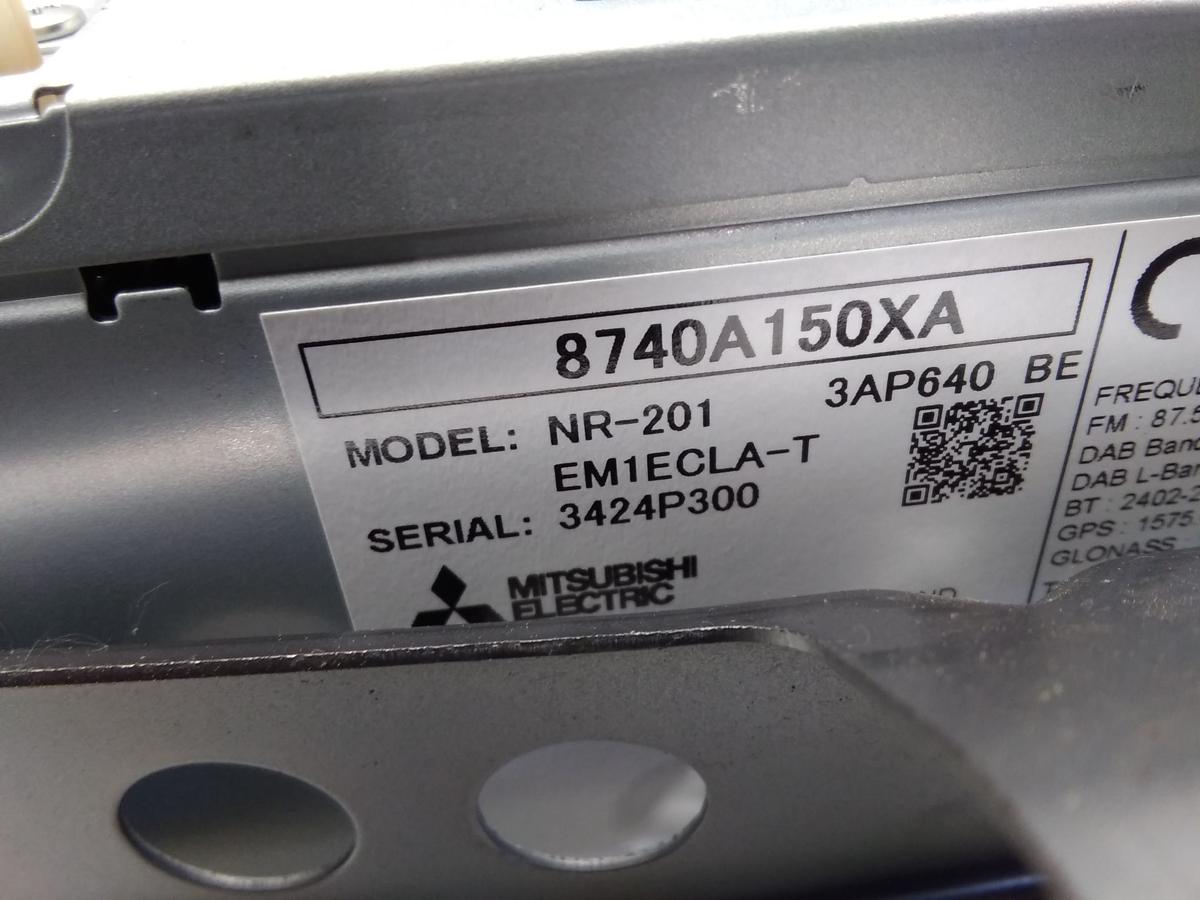 8740A150XA
3AP640 BE
MODEL: NR-201
EM1ECLA-T
SERIAL: 3424P300
MITSUBISHI
ELECTRIC
FM : 87.5
DAB
DAB
BT : 2402-2
GPS : 1575
GLONASS